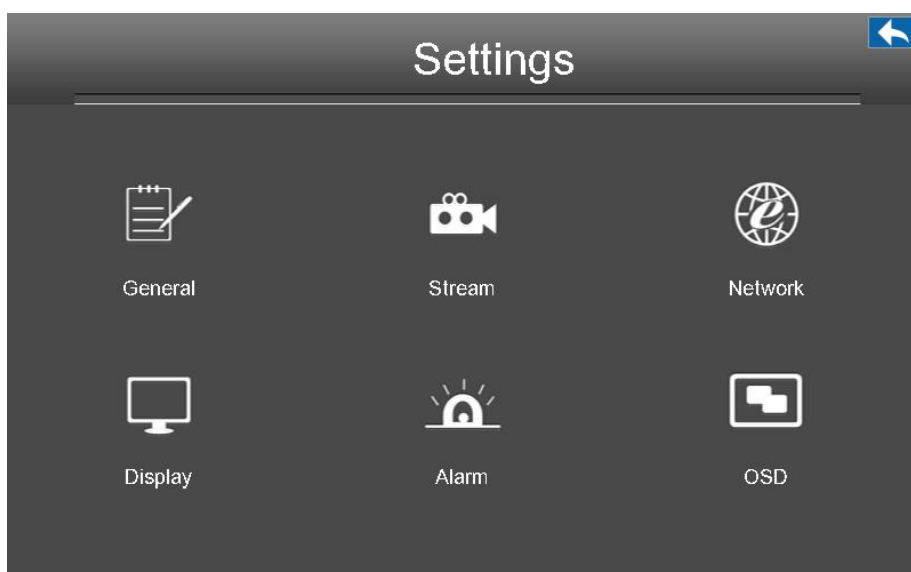 Settings
General
Stream
Network
Display
Alarm
OSD